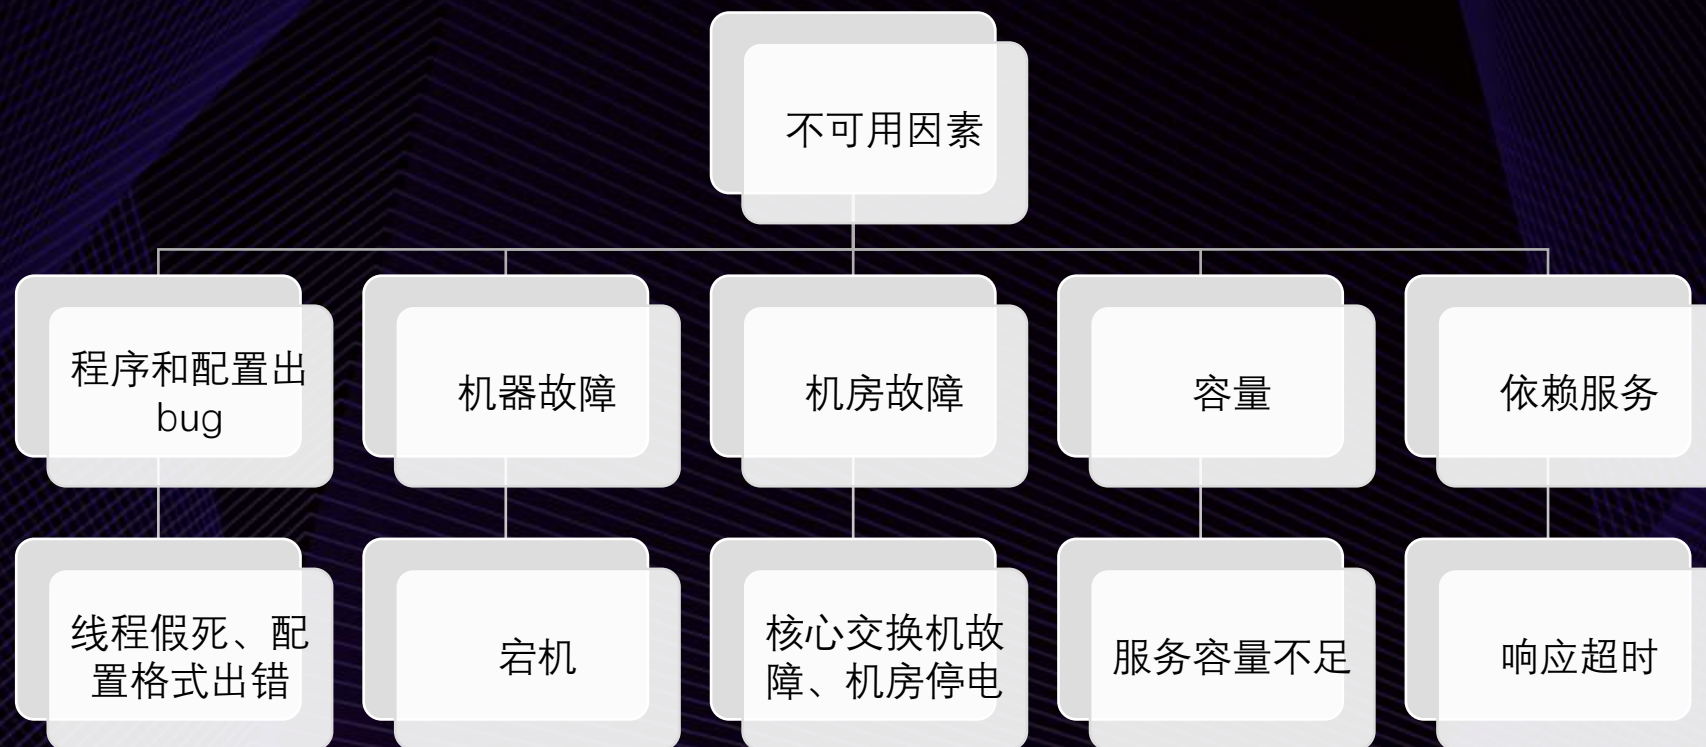 不可用因素
程序和配置出
bug
机器故障
机房故障
容量
依赖服务
线程假死、配
置格式出错
宕机
核心交换机故
障、机房停电
服务容量不足
响应超时